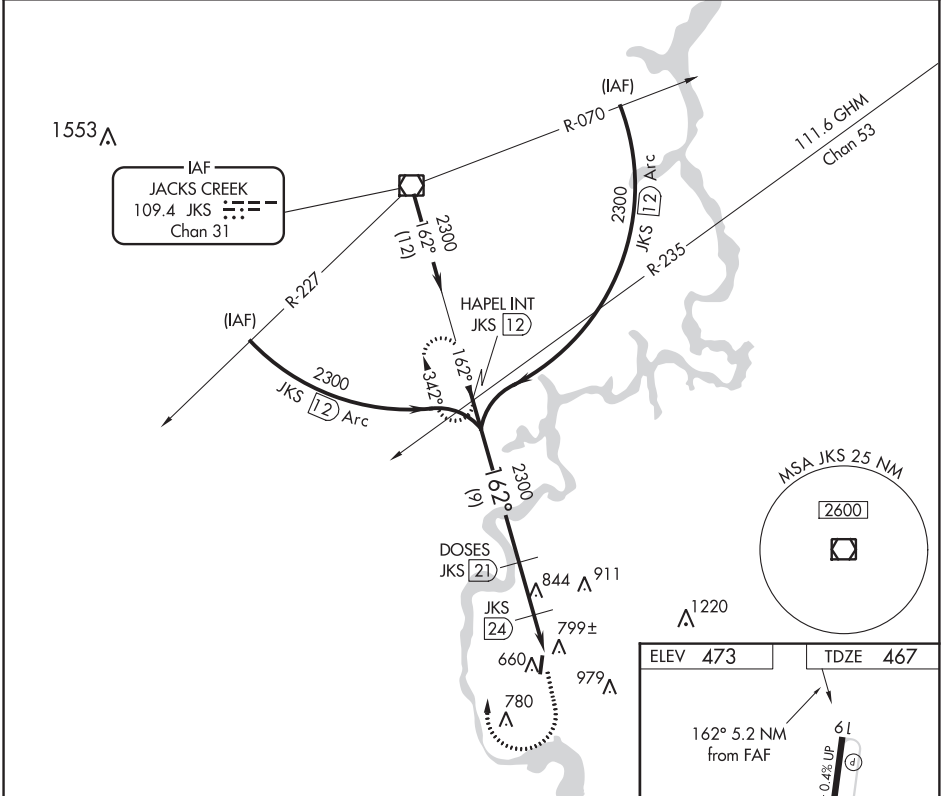 (IAF)
R-070
111.6 GHM
Chan 53
1553
IAF
JACKS CREEK
109.4 JKS
Chan 31
2300
162°
(12)
2300
JKS 12 Arc
R-235
R-227
HAPEL INT
JKS 12
(IAF)
2300
JKS 12 Arc
162°
342°
2300
162°
(9)
MSA JKS 25 NM
2600
DOSES
JKS 21
844
911
JKS
24
1220
799±
660
979
780
ELEV 473
TDZE 467
162° 5.2 NM
from FAF
19
0.4% UP
P